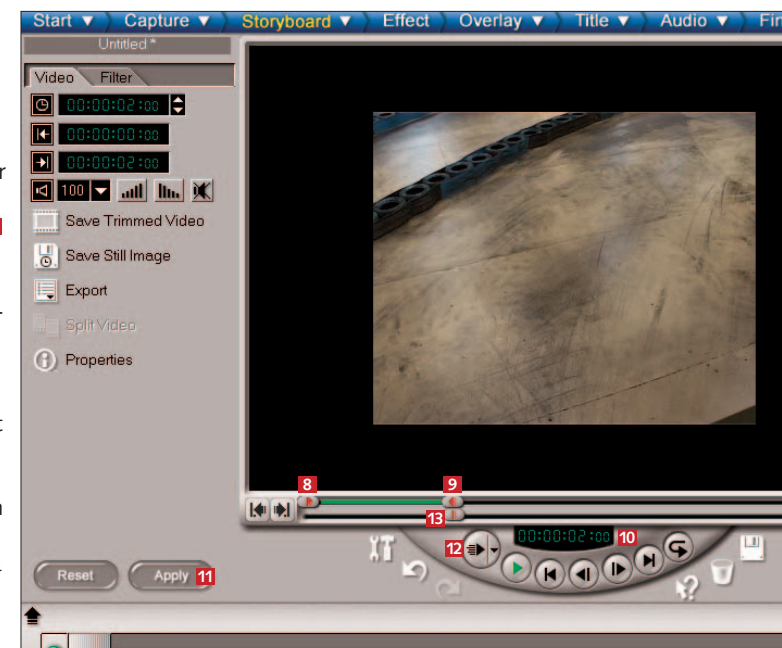 Start ▼ Capture ▼ Storyboard ▼ Effect Overlay ▼ Title ▼ Audio ▼ Fin
Untitled *
Video Filter
00:00:02:00
00:00:00:00
00:00:02:00
100
r
Save Trimmed Video
Save Still Image
Export
Split Video
Properties
t
8 9
13
00:00:02:00 10
12
Reset Apply 11